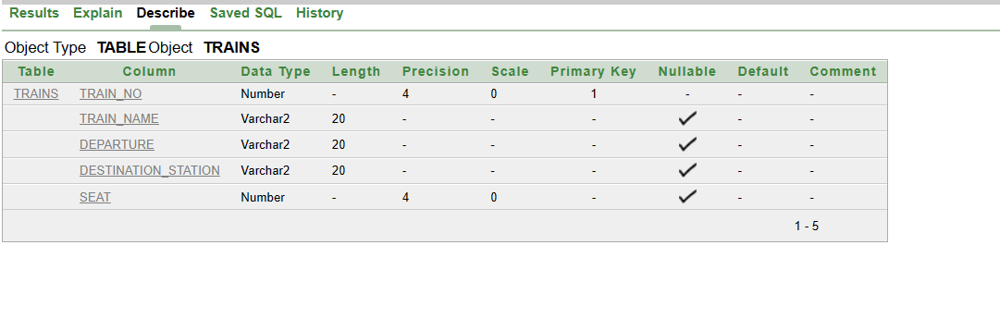 Results Explain Describe Saved SQL History
Object Type TABLE Object TRAINS
Table Column Data Type Length Precision Scale Primary Key Nullable Default Comment
TRAINS TRAIN_NO Number - 4 0 1 - - -
TRAIN_NAME Varchar2 20 - - - - -
DEPARTURE Varchar2 20 - - - - -
DESTINATION_STATION Varchar2 20 - - - - -
SEAT Number - 4 0 - - -
1 - 5